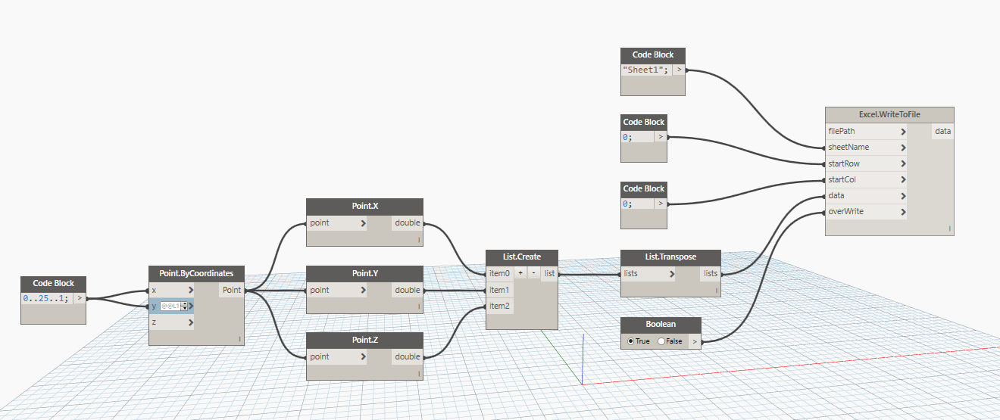 Code Block
"Sheet1"; >
Code Block
0; >
Code Block
0; >
Excel.WriteToFile
filePath data
sheetName
startRow
startCol
data
overWrite
Point.X
point double
Point.Y
point double
Point.Z
point double
List.Create
item0 + - list
item1
item2
List.Transpose
lists lists
Boolean
True False >
Code Block
0..25..1; >
Point.ByCoordinates
x Point
y @@L1
z